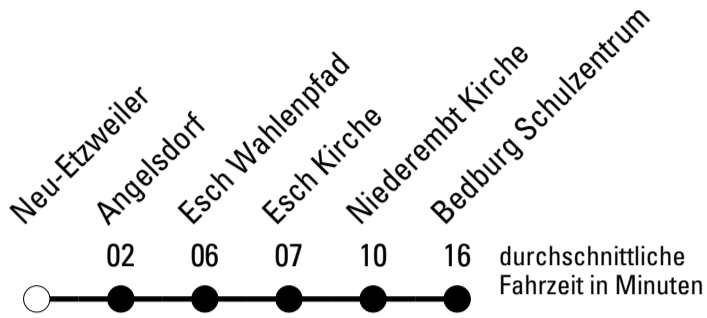 Neu-Etzweiler
Angelsdorf
Esch Wahlenpfad
Esch Kirche
Niederembt Kirche
Bedburg Schulzentrum
02 06 07 10 16
durchschnittliche
Fahrzeit in Minuten